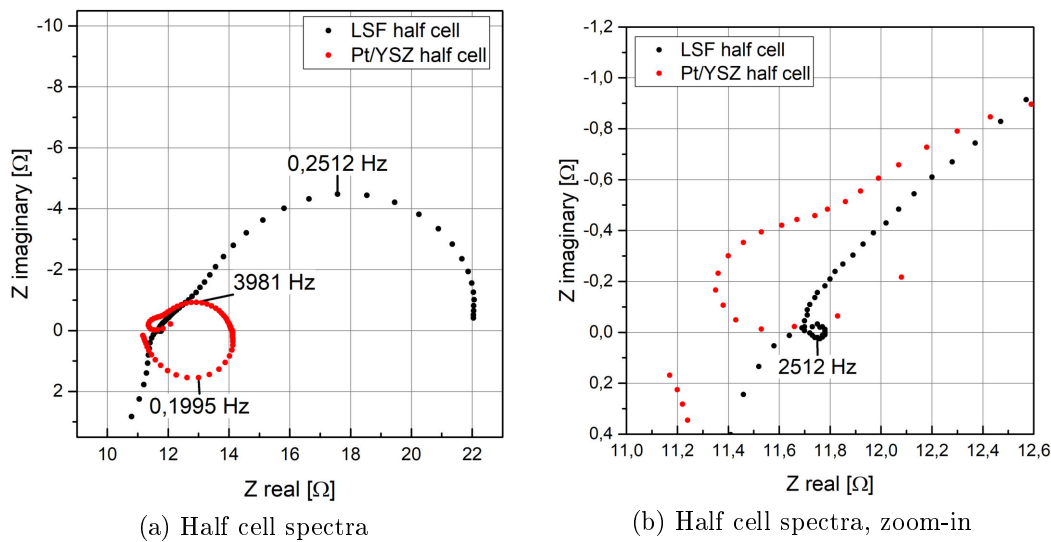 -10
-8
-6
-4
-2
0
2
Z imaginary [Ω]
LSF half cell
Pt/YSZ half cell
0,2512 Hz
3981 Hz
0,1995 Hz
10 12 14 16 18 20 22
Z real [Ω]
(a) Half cell spectra
-1,2
-1,0
-0,8
-0,6
-0,4
-0,2
0,0
0,2
0,4
Z imaginary [Ω]
LSF half cell
Pt/YSZ half cell
2512 Hz
11,0 11,2 11,4 11,6 11,8 12,0 12,2 12,4 12,6
Z real [Ω]
(b) Half cell spectra, zoom-in